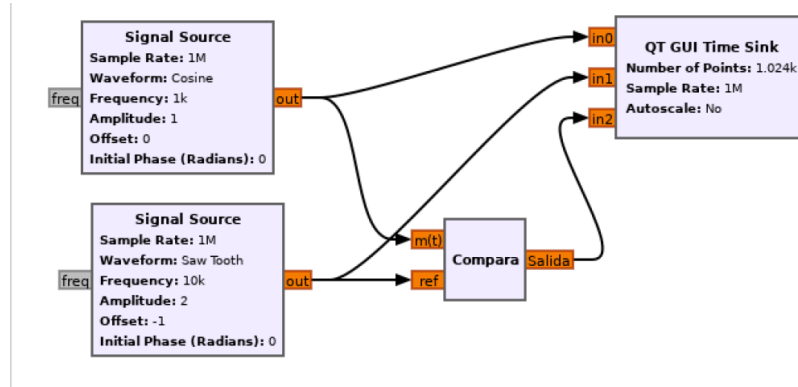 Signal Source
Sample Rate: 1M
Waveform: Cosine
freq
Frequency: 1k
out
Amplitude: 1
Offset: 0
Initial Phase (Radians): 0
in0
in1
in2
QT GUI Time Sink
Number of Points: 1.024k
Sample Rate: 1M
Autoscale: No
Signal Source
Sample Rate: 1M
Waveform: Saw Tooth
freq
Frequency: 10k
out
Amplitude: 2
Offset: -1
Initial Phase (Radians): 0
m(t)
ref
Compara
Salida